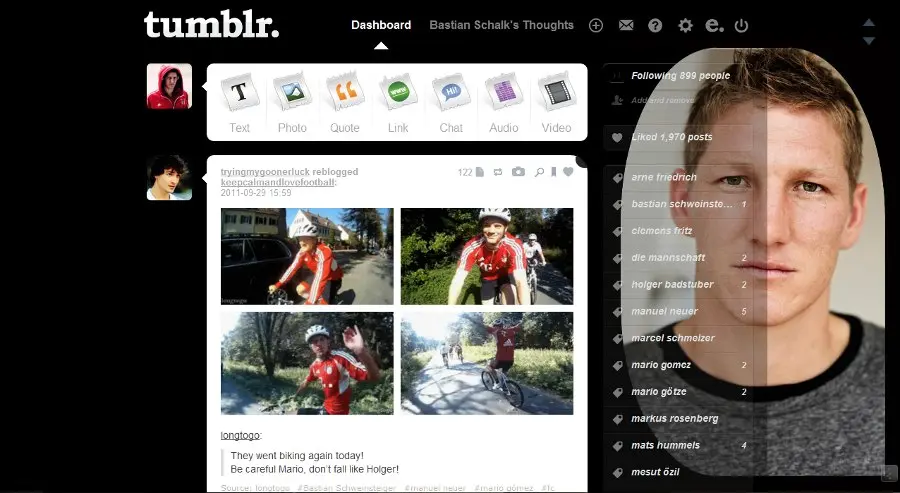 tumblr.
Dashboard
Bastian Schalk's Thoughts
T
WWW
Hi!
Text
Photo
Quote
Link
Chat
Audio
Video
tryingmygoonerluck reblogged
keepcalmandlovefootball:
2011-09-29 15:59
122
longtogo
longtogo:
They went biking again today!
Be careful Mario, don't fall like Holger!
Source: longtogo #Bastian Schweinsteiger #manuel neuer #mario gómez #fc
Following 899 people
Add and remove
Liked 1,970 posts
arne friedrich
bastian schweinste... 1
clemens fritz
die mannschaft 2
holger badstuber 2
manuel neuer 5
marcel schmelzer
mario gomez 2
mario götze 2
markus rosenberg
mats hummels 4
mesut özil